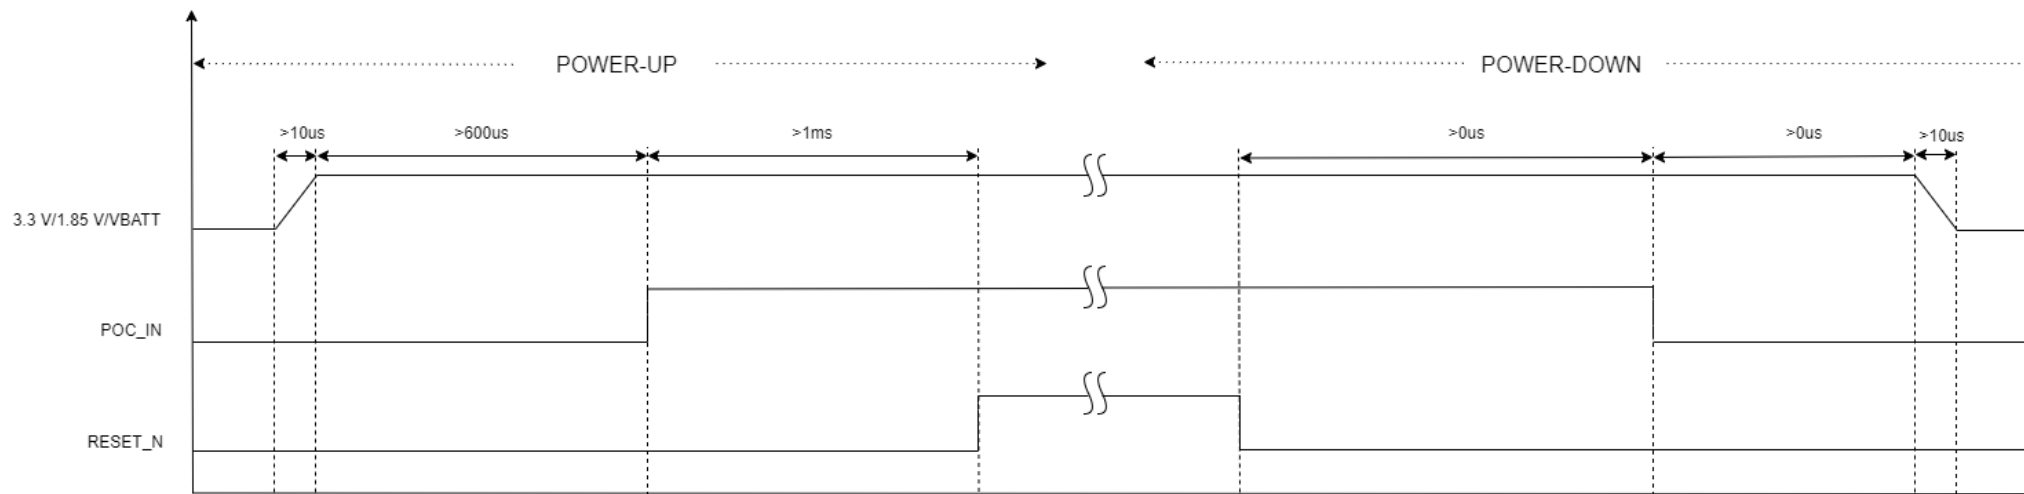 POWER-UP
POWER-DOWN
>10us
>600us
>1ms
>0us
>0us
>10us
3.3 V/1.85 V/VBATT
POC_IN
RESET_N